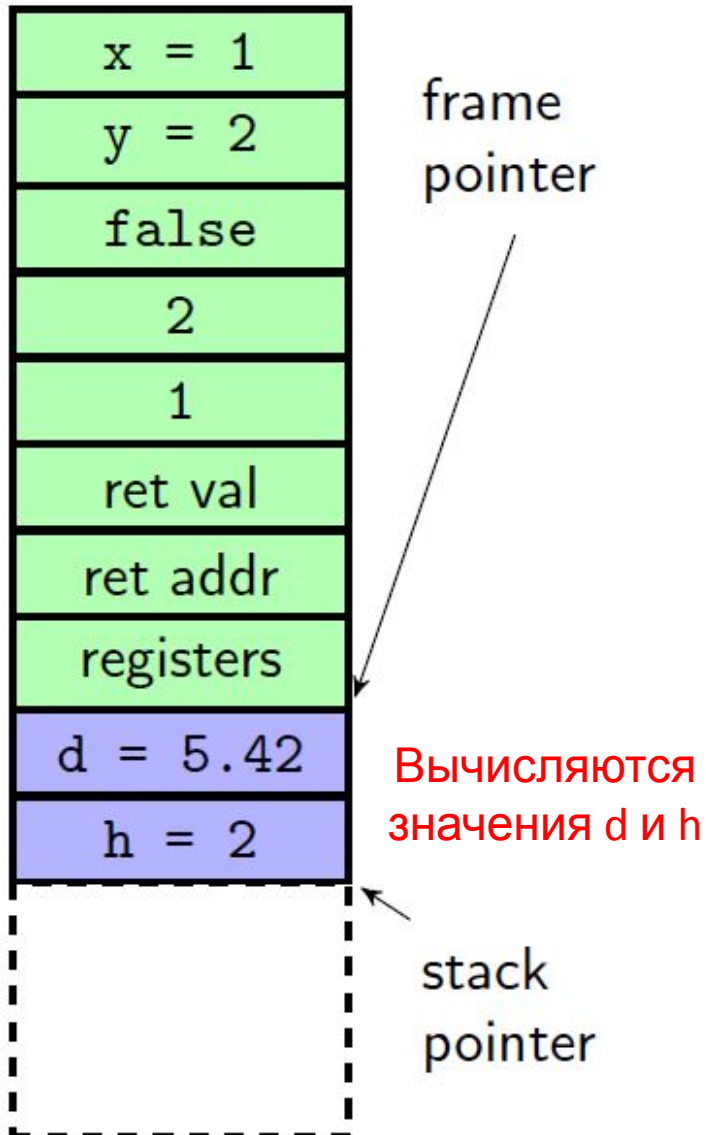 x = 1
y = 2
false
2
1
ret val
ret addr
registers
d = 5.42
h = 2
frame
pointer
Вычисляются
значения d и h
stack
pointer